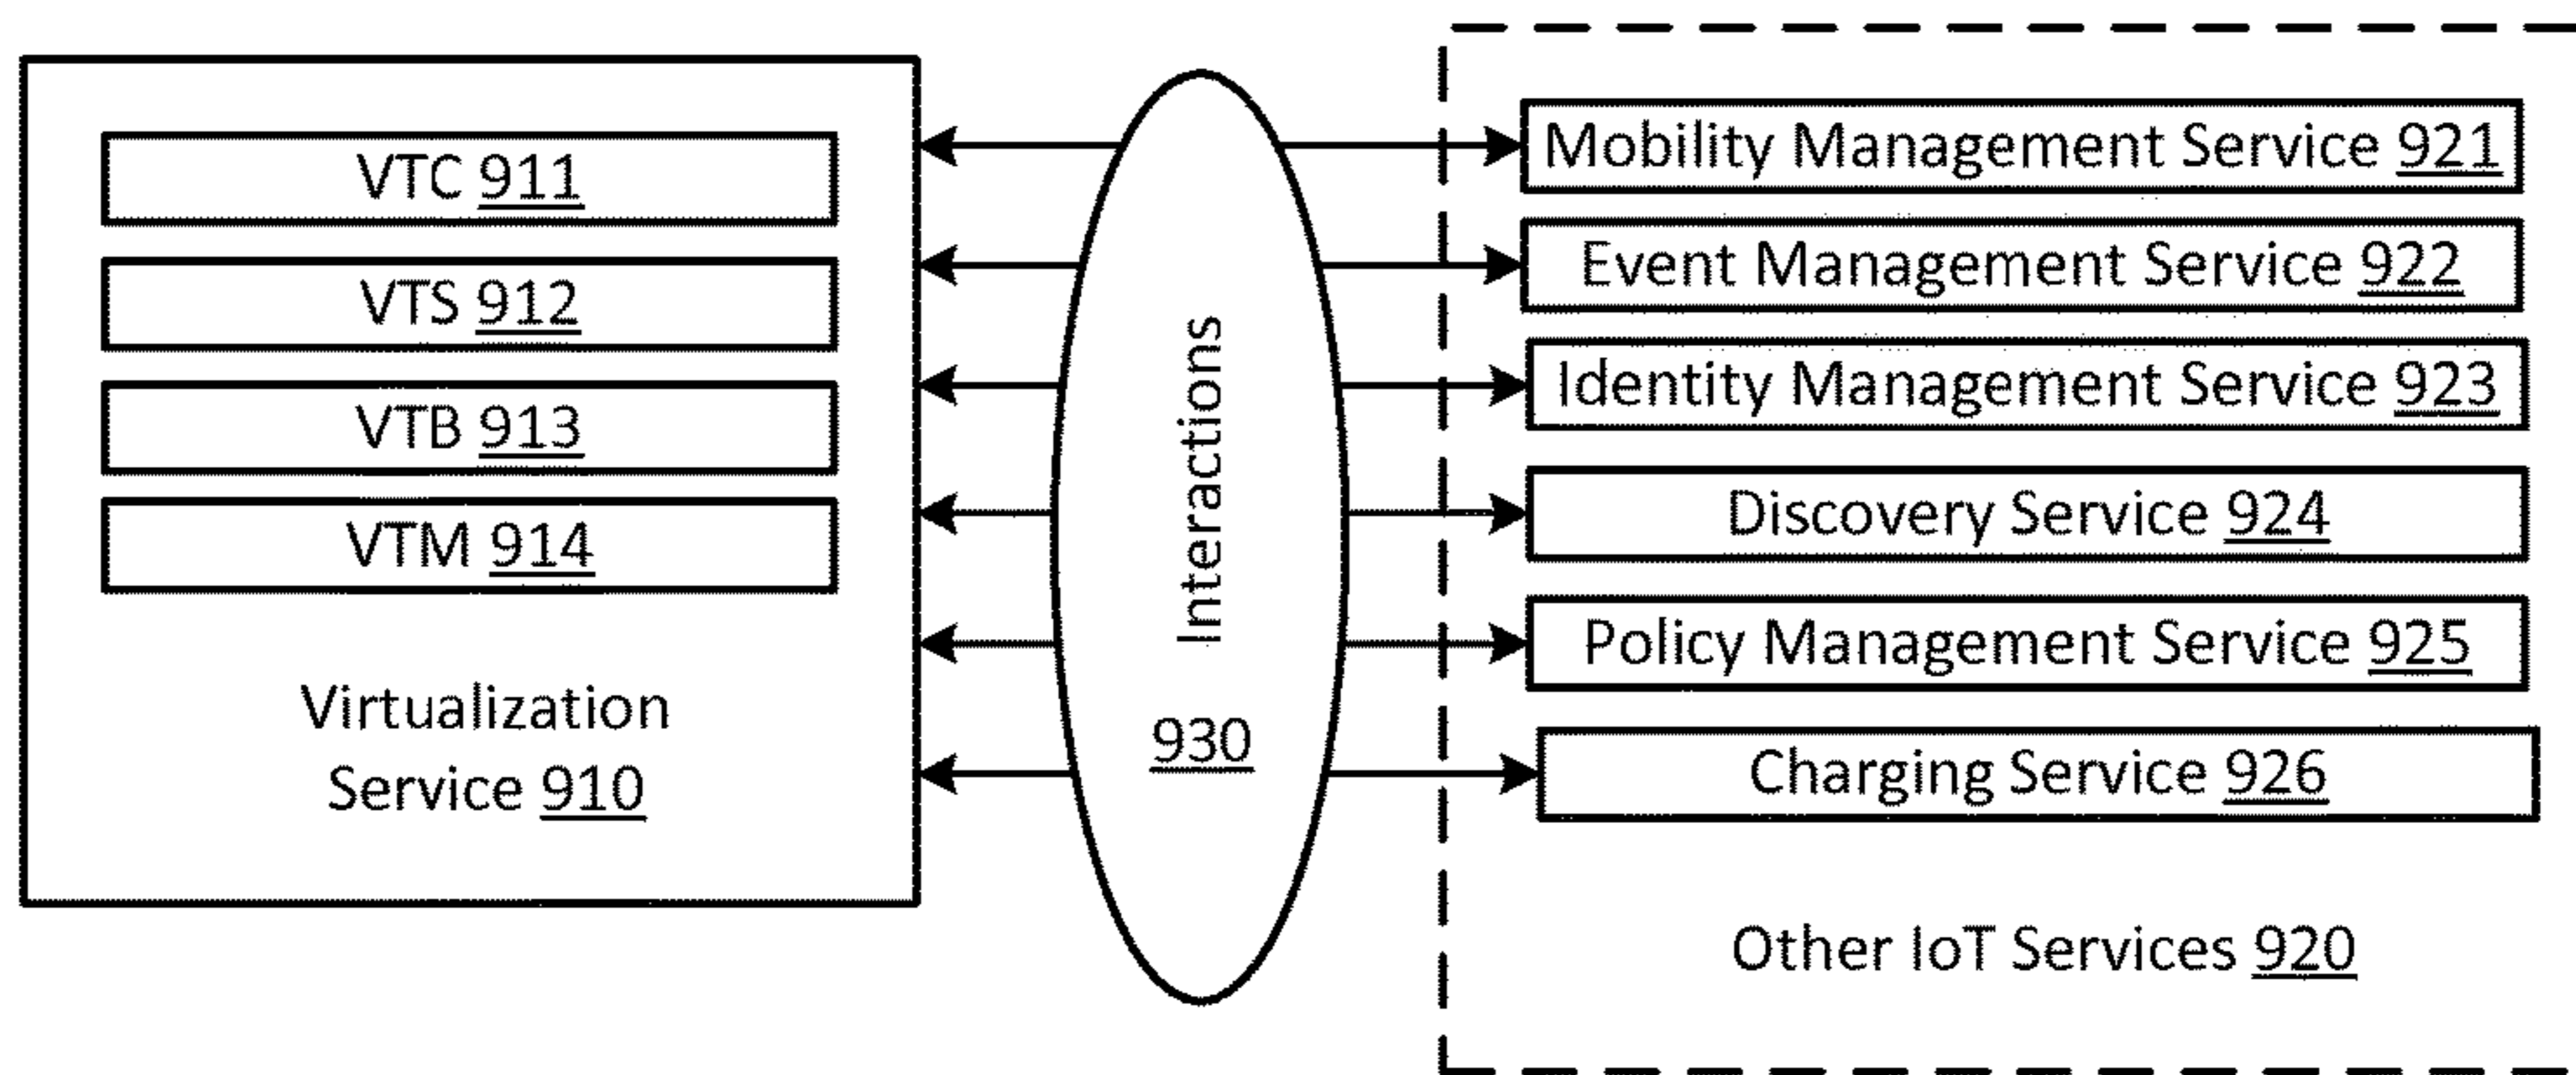 VTC 911
VTS 912
VTB 913
VTM 914
Virtualization
Service 910
Interactions
930
Mobility Management Service 921
Event Management Service 922
Identity Management Service 923
Discovery Service 924
Policy Management Service 925
Charging Service 926
Other IoT Services 920